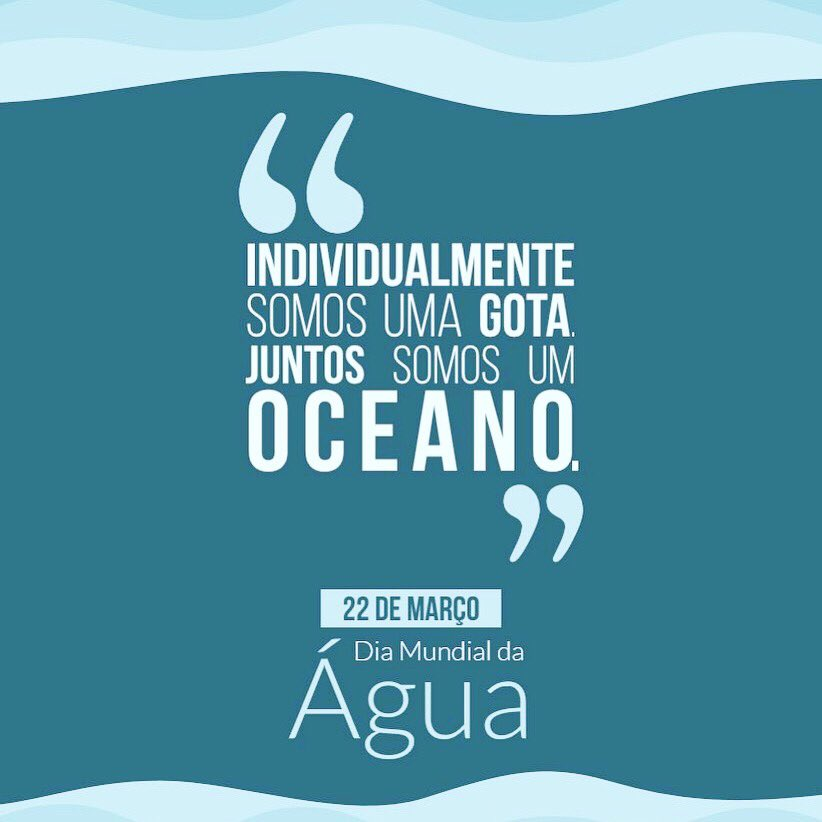 “
INDIVIDUALMENTE
SOMOS UMA GOTA.
JUNTOS SOMOS UM
OCEANO.
”
22 DE MARÇO
Dia Mundial da
Água